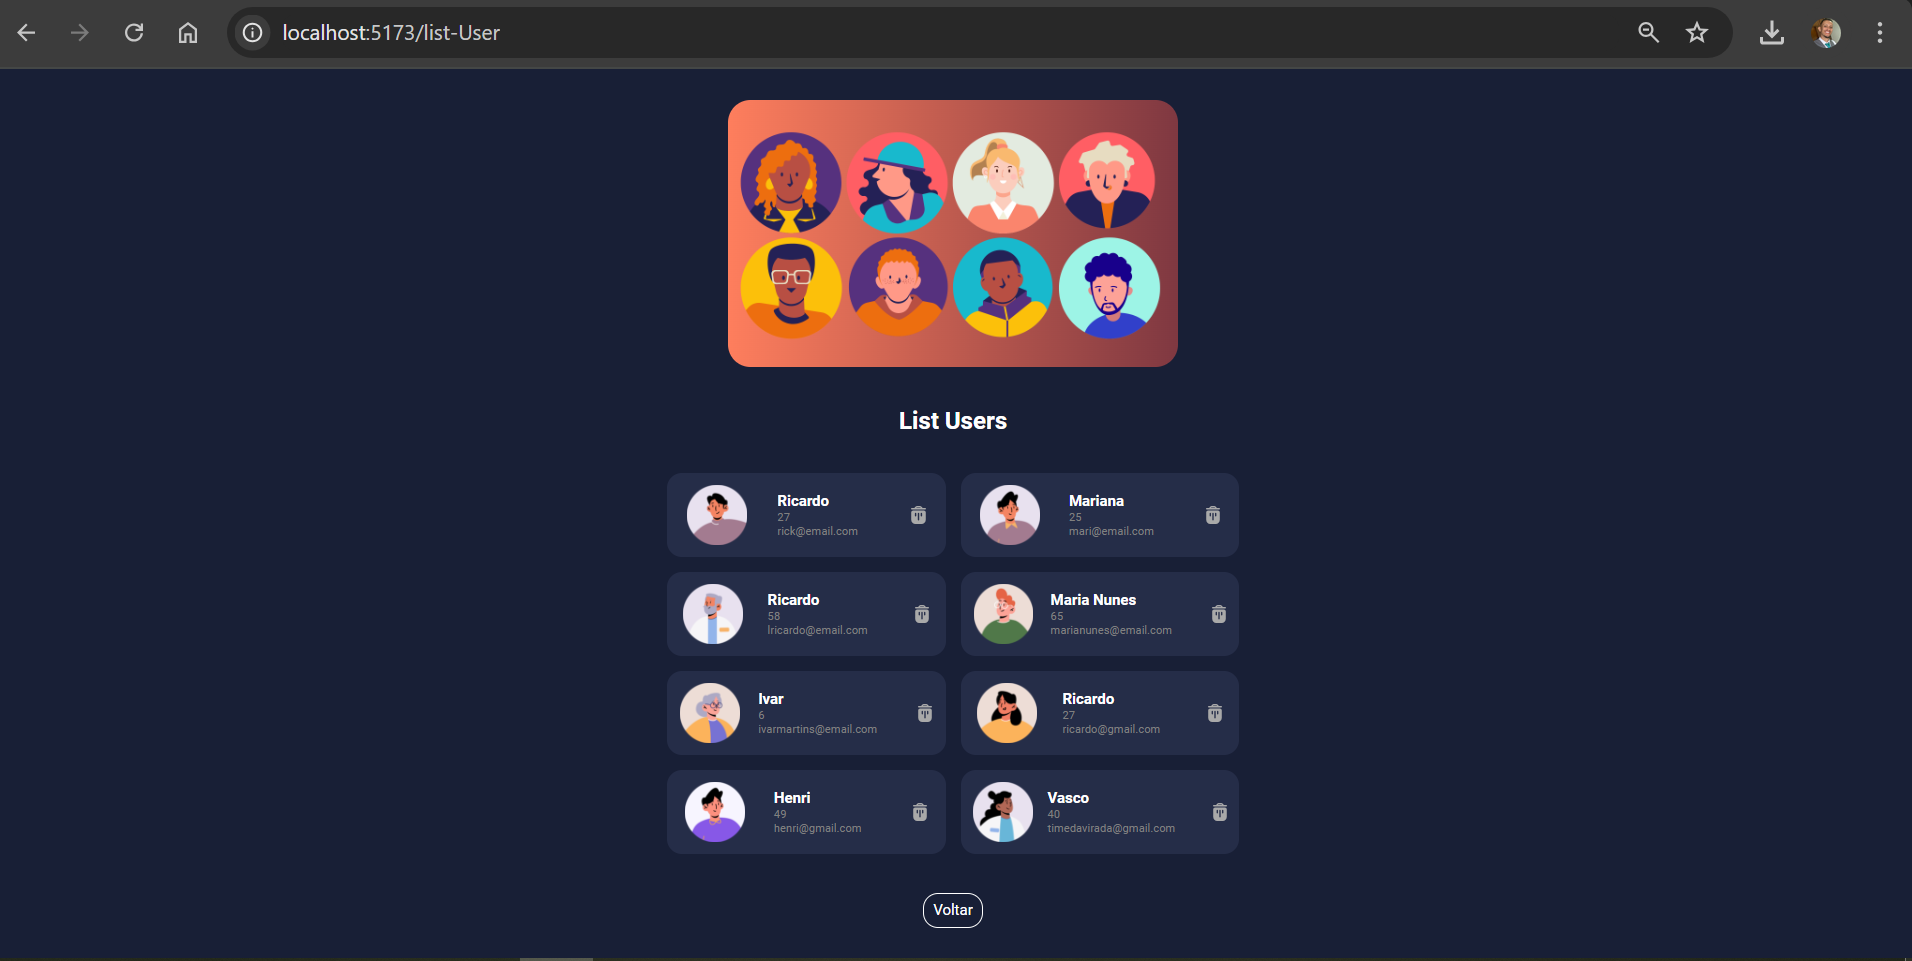 localhost:5173/list-User
List Users
Ricardo
27
rick@email.com
Mariana
25
mari@email.com
Ricardo
58
lricardo@email.com
Maria Nunes
65
marianunes@email.com
Ivar
6
ivarmartins@email.com
Ricardo
27
ricardo@gmail.com
Henri
49
henri@gmail.com
Vasco
40
timedavirada@gmail.com
Voltar